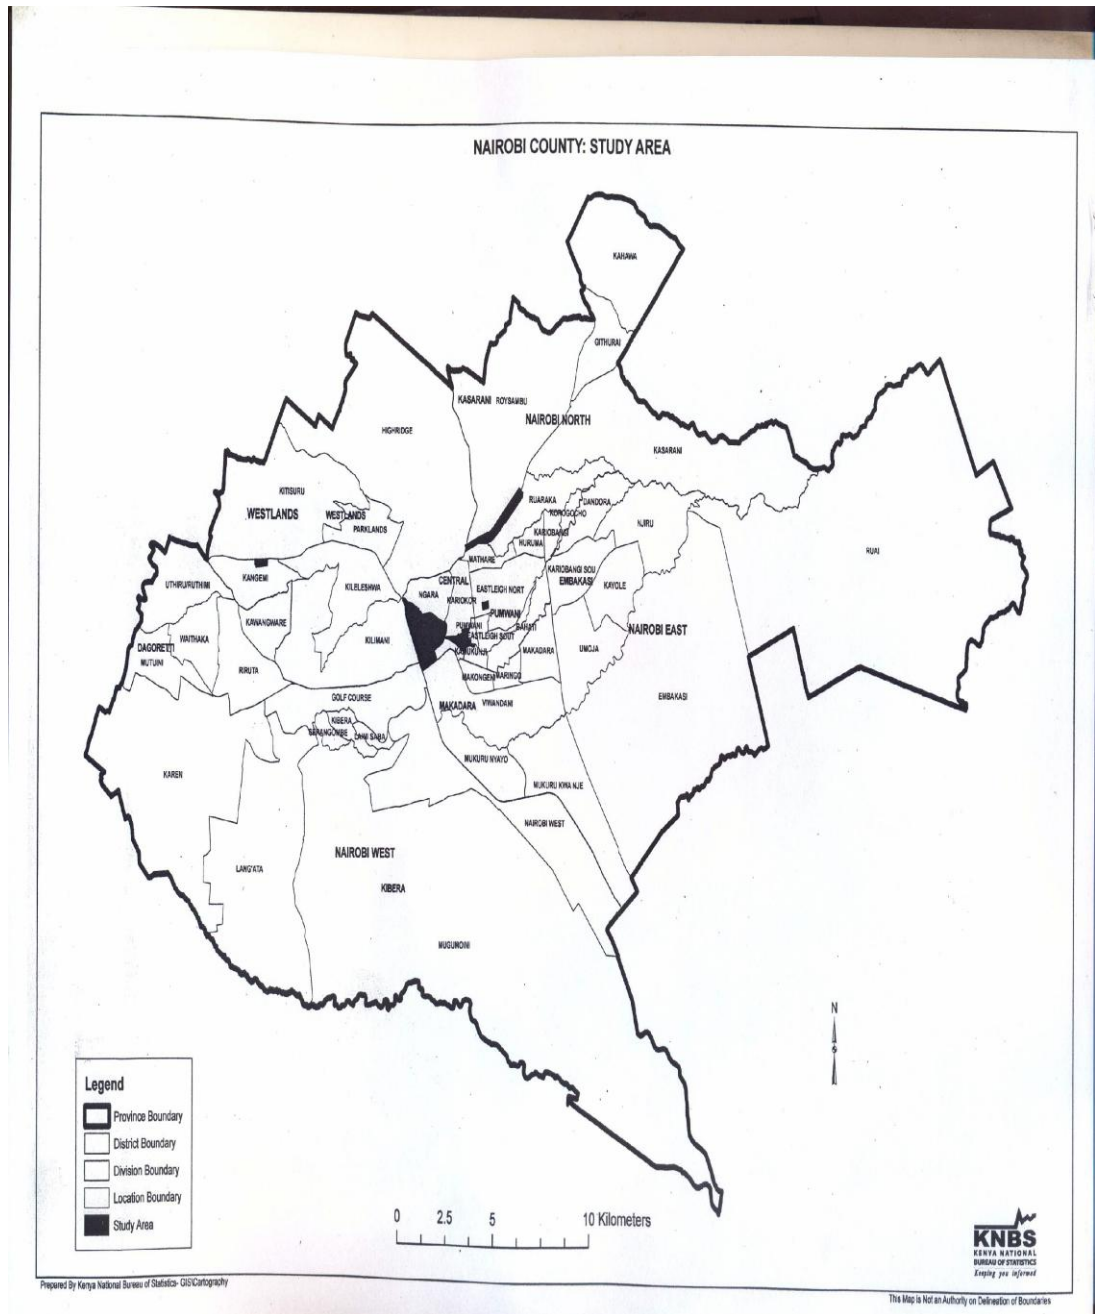 NAIROBI COUNTY: STUDY AREA
KAHAWA
GITHURAI
KASARANI ROYSAMBU
NAIROBI NORTH
HIGHRIDGE
KASARANI
KITISURU
WESTLANDS
WESTLANDS
PARKLANDS
RUARAKA
DANDORA
KOROGOCHO
NJIRU
KARIOBANGI
HURUMA
RUAI
MATHARE
KARIOBANGI SOU
EMBAKASI
KANGEMI
UTHIRU/RUTHIMI
KILELESHWA
CENTRAL
NGARA
EASTLEIGH NORT
KAYOLE
MARIOKOR
PUMWANI
KAWANGWARE
PUMWANI
BAHATI
NAIROBI EAST
EASTLEIGH SOUT
WAITHAKA
KILIMANI
DAGORETTI
KAMUKUNJI
MAKADARA
UMOJA
MUTUINI
RIRUTA
MAKONGENI
MARINGO
GOLF COURSE
EMBAKASI
MAKADARA
VIWANDANI
KIBERA
LAINI SABA
MUKURU NYAYO
KAREN
MUKURU KWA NJE
NAIROBI WEST
NAIROBI WEST
LANG'ATA
KIBERA
MUGUMOINI
N
Legend
Province Boundary
District Boundary
Division Boundary
Location Boundary
Study Area
0 2.5 5 10 Kilometers
KNBS
KENYA NATIONAL
BUREAU OF STATISTICS
Keeping you informed
Prepared By Kenya National Bureau of Statistics- GIS\Cartography
This Map is Not an Authority on Delineation of Boundaries